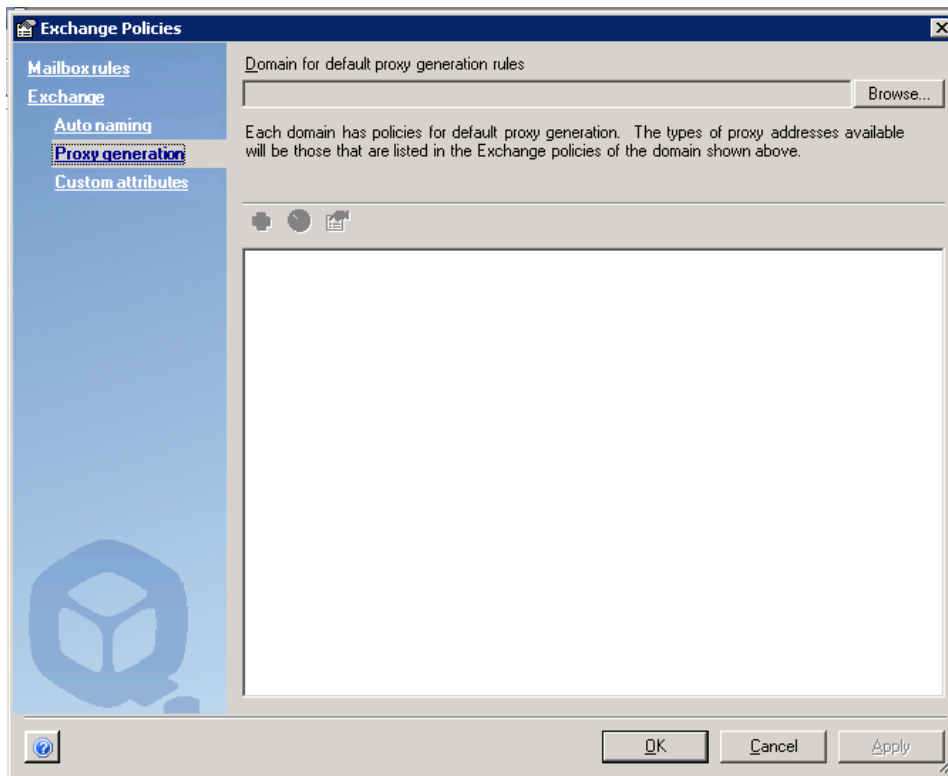 Exchange Policies
Mailbox rules
Exchange
Auto naming
Proxy generation
Custom attributes
Domain for default proxy generation rules
Browse...
Each domain has policies for default proxy generation. The types of proxy addresses available
will be those that are listed in the Exchange policies of the domain shown above.
OK
Cancel
Apply